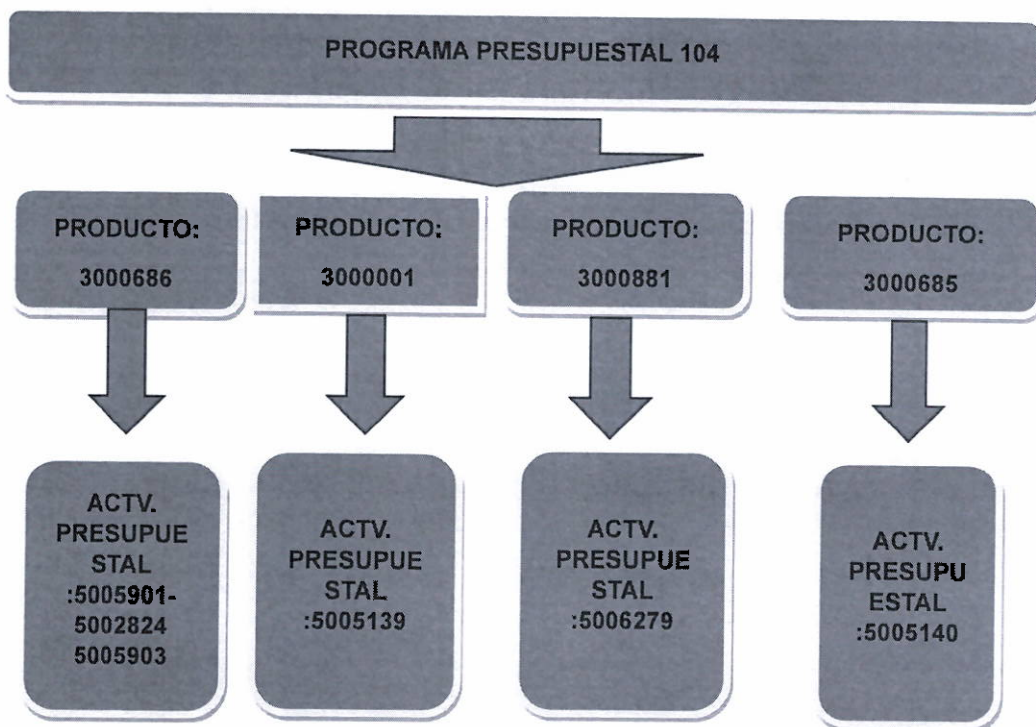 PROGRAMA PRESUPUESTAL 104
PRODUCTO:
3000686
PRODUCTO:
3000001
PRODUCTO:
3000881
PRODUCTO:
3000685
ACTV.
PRESUPUE
STAL
:5005901-
5002824
5005903
ACTV.
PRESUPUE
STAL
:5005139
ACTV.
PRESUPUE
STAL
:5006279
ACTV.
PRESUPU
ESTAL
:5005140